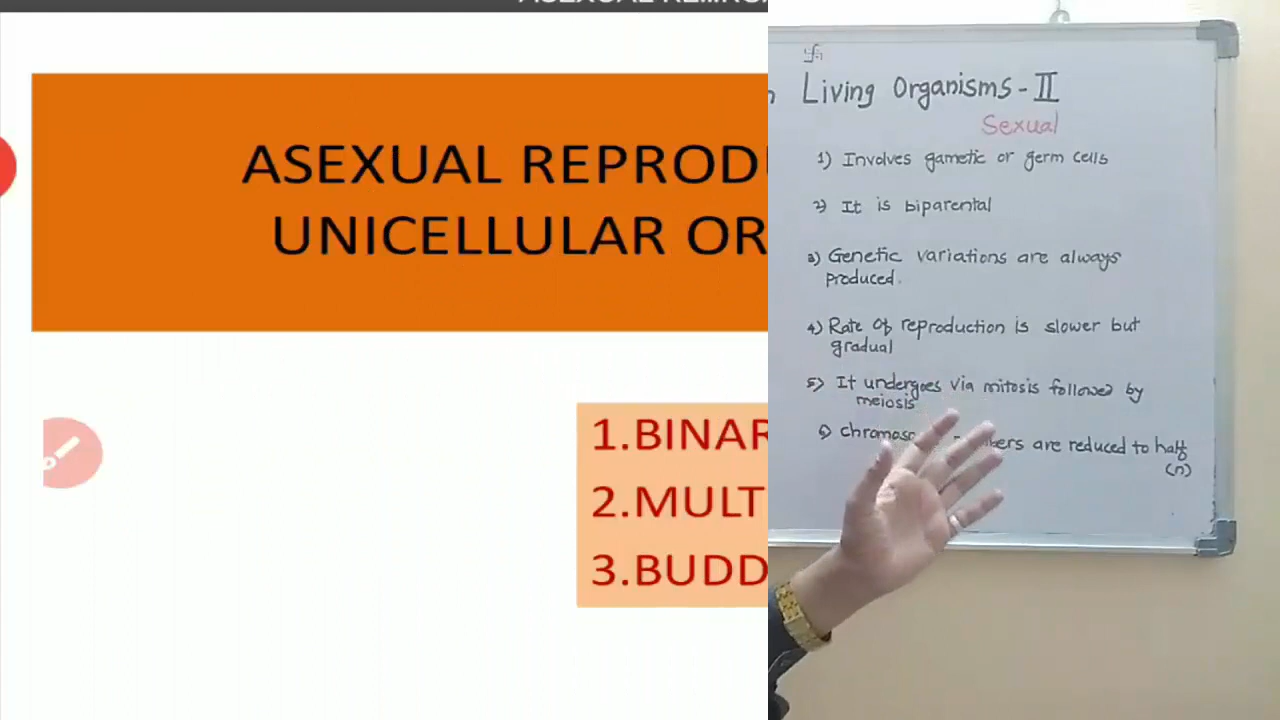 ASEXUAL REPROD
UNICELLULAR OR
1.BINAR
2.MULT
3.BUDD
Living Organisms - II
Sexual
1) Involves gametic or germ cells
2) It is biparental
3) Genetic variations are always
produced.
4) Rate of reproduction is slower but
gradual
5) It undergoes via mitosis followed by
meiosis
6) are reduced to half
(n)